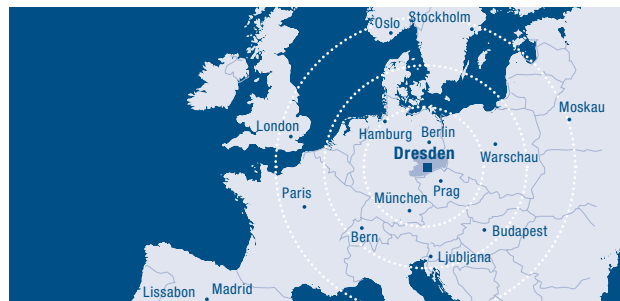 Oslo
Stockholm
Moskau
London
Hamburg
Berlin
Dresden
Warschau
Paris
München
Prag
Bern
Budapest
Ljubljana
Lissabon
Madrid